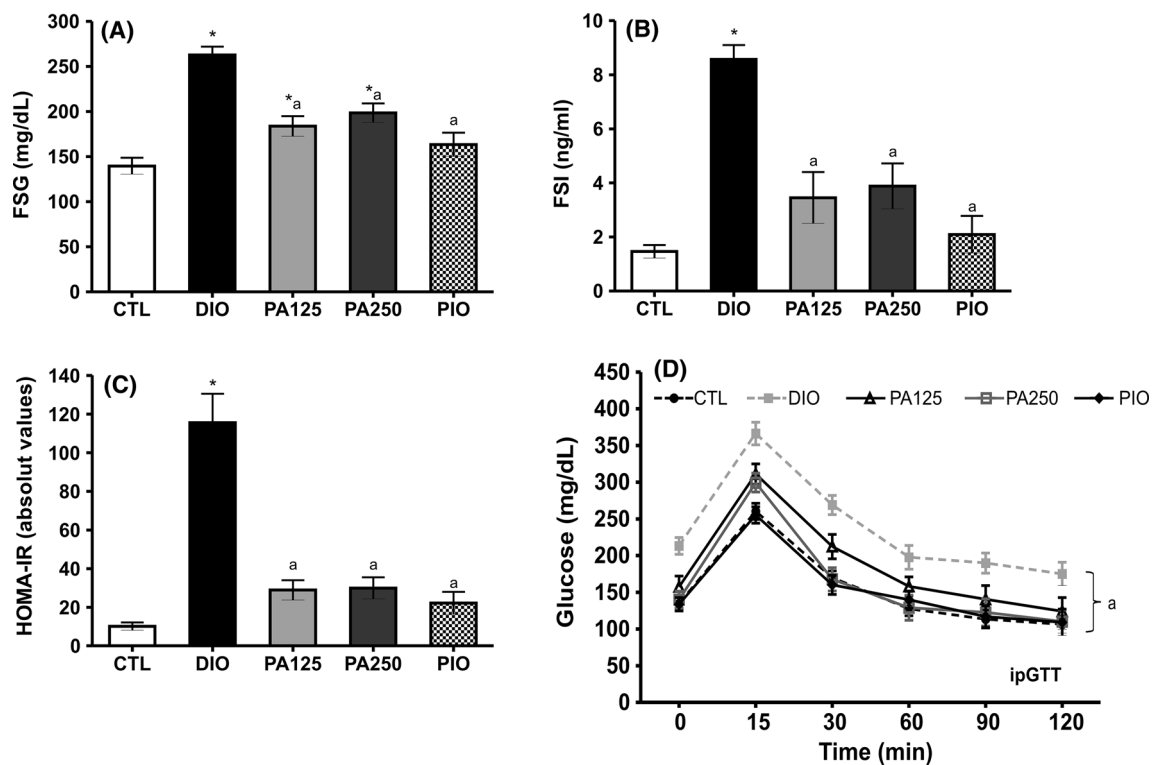 (A)
FSG (mg/dL)
300
250
200
150
100
50
0
*
*a
*a
a
CTL DIO PA125 PA250 PIO
(B)
FSI (ng/ml)
10
8
6
4
2
0
*
a
a
a
CTL DIO PA125 PA250 PIO
(C)
HOMA-IR (absolut values)
140
120
100
80
60
40
20
0
*
a
a
a
CTL DIO PA125 PA250 PIO
(D)
Glucose (mg/dL)
450
400
350
300
250
200
150
100
50
0
CTL DIO PA125 PA250 PIO
a
ipGTT
0 15 30 60 90 120
Time (min)